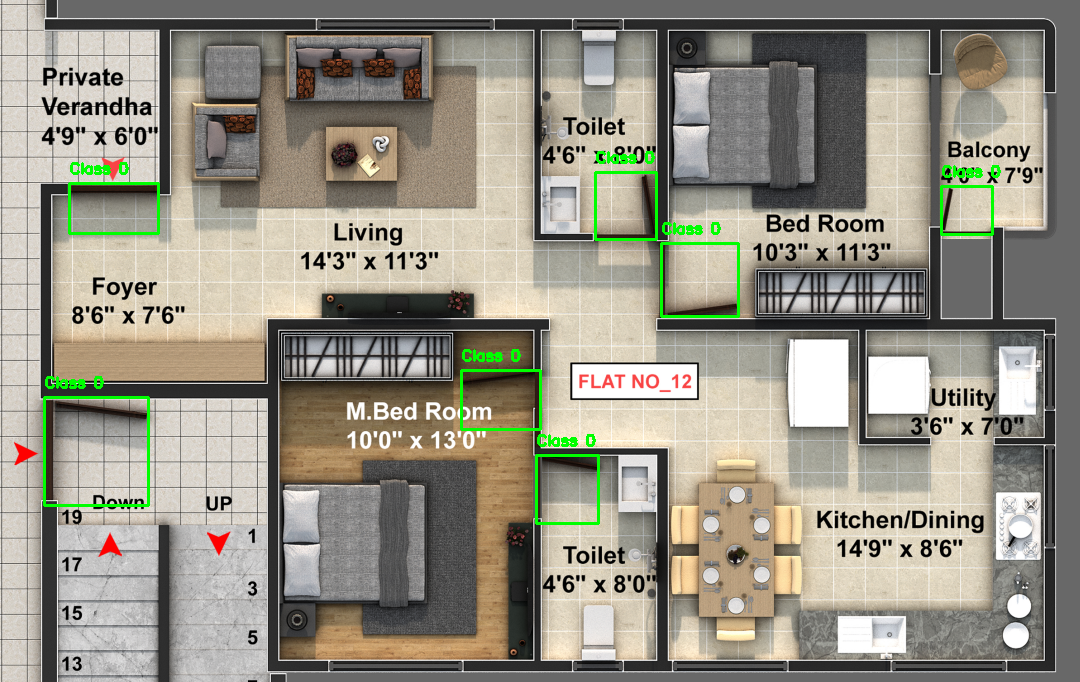 Private
Verandha
4'9" x 6'0"
Class 0
Toilet
4'6" x 8'0"
Class 0
Balcony
4'0" x 7'9"
Class 0
Living
14'3" x 11'3"
Class 0
Bed Room
10'3" x 11'3"
Foyer
8'6" x 7'6"
Class 0
Class 0
M.Bed Room
10'0" x 13'0"
FLAT NO_12
Utility
3'6" x 7'0"
Class 0
Down
UP
19
17
15
13
1
3
5
Toilet
4'6" x 8'0"
Kitchen/Dining
14'9" x 8'6"